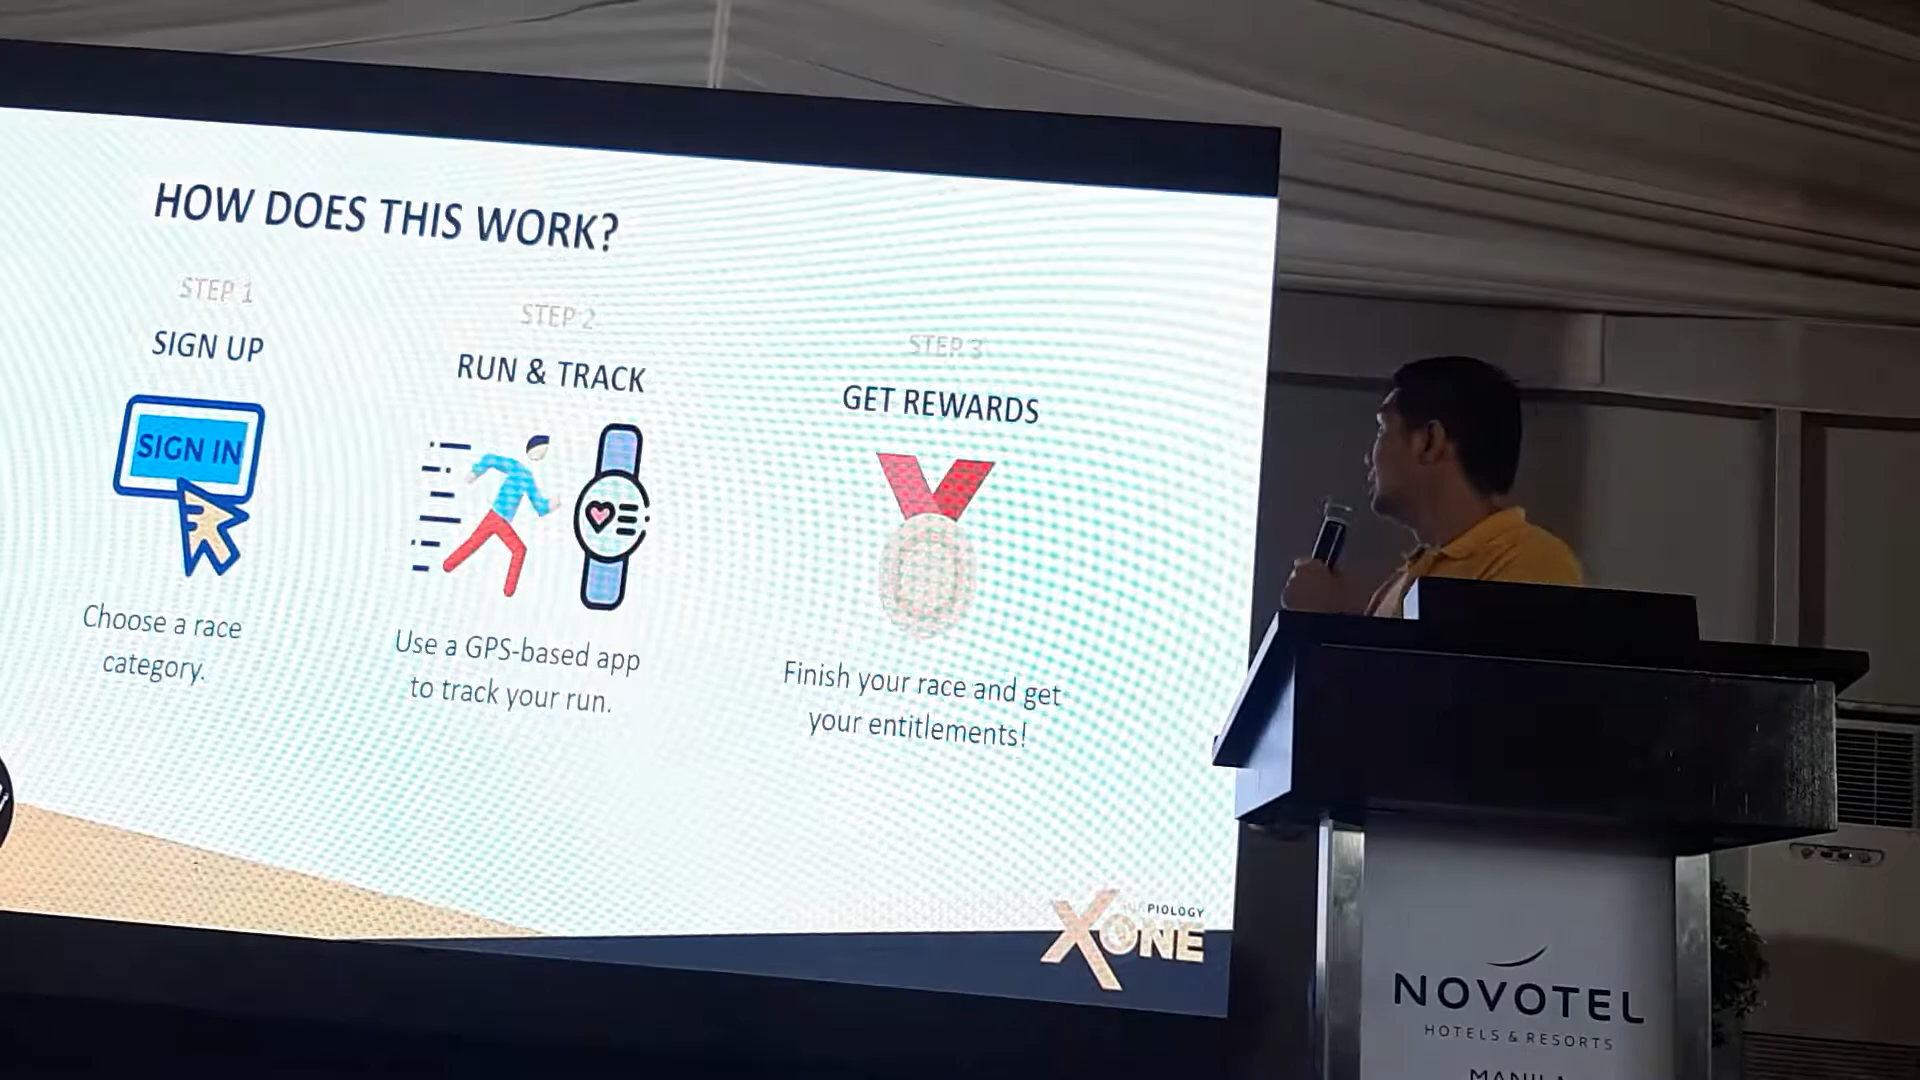 HOW DOES THIS WORK?
STEP 1
SIGN UP
SIGN IN
Choose a race
category.
STEP 2
RUN & TRACK
Use a GPS-based app
to track your run.
STEP 3
GET REWARDS
Finish your race and get
your entitlements!
PIOLOGY
XONE
NOVOTEL
HOTELS & RESORTS
MANILA